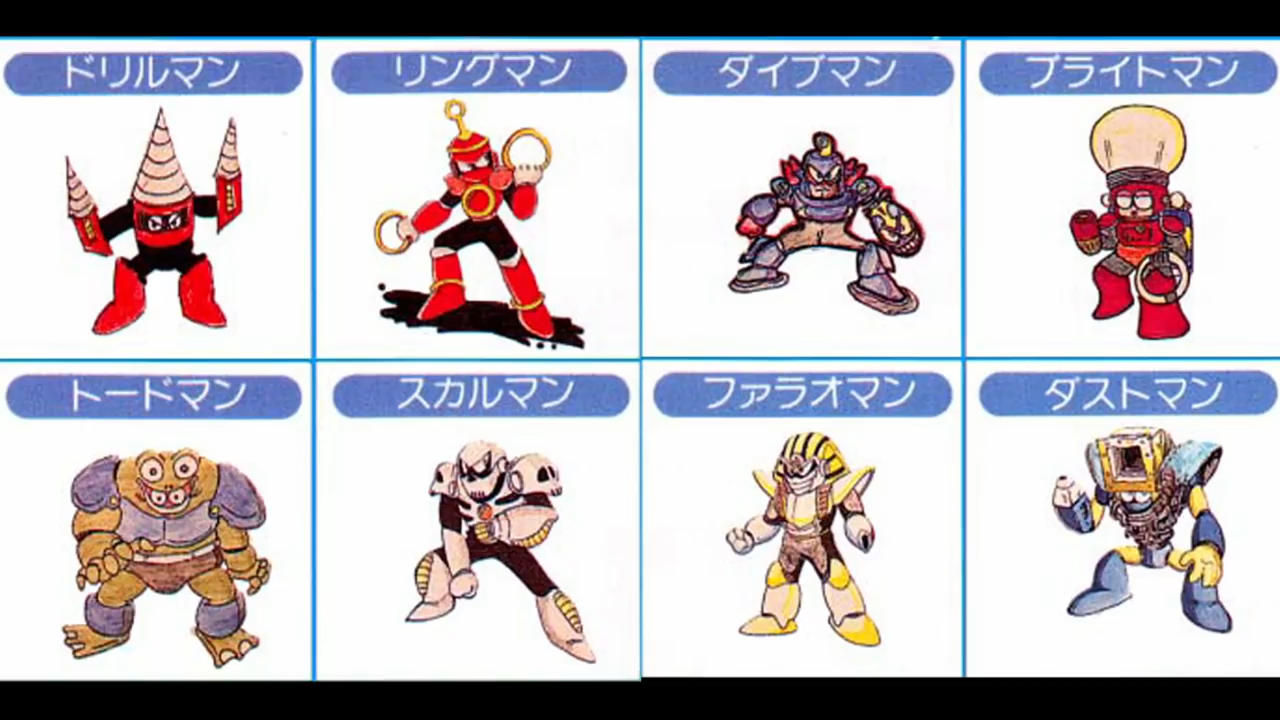 ドリルマン
リングマン
ダイブマン
ブライトマン
トードマン
スカルマン
ファラオマン
ダストマン